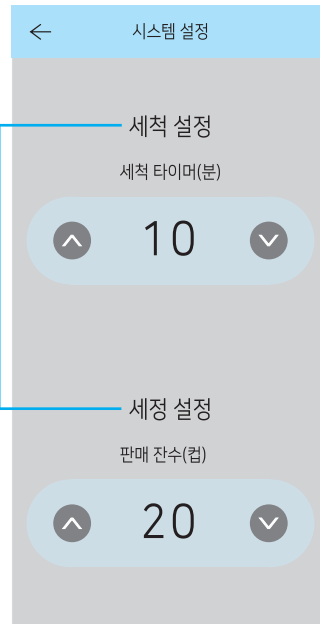 시스템 설정
세척 설정
세척 타이머(분)
10
세정 설정
판매 잔수(컵)
20